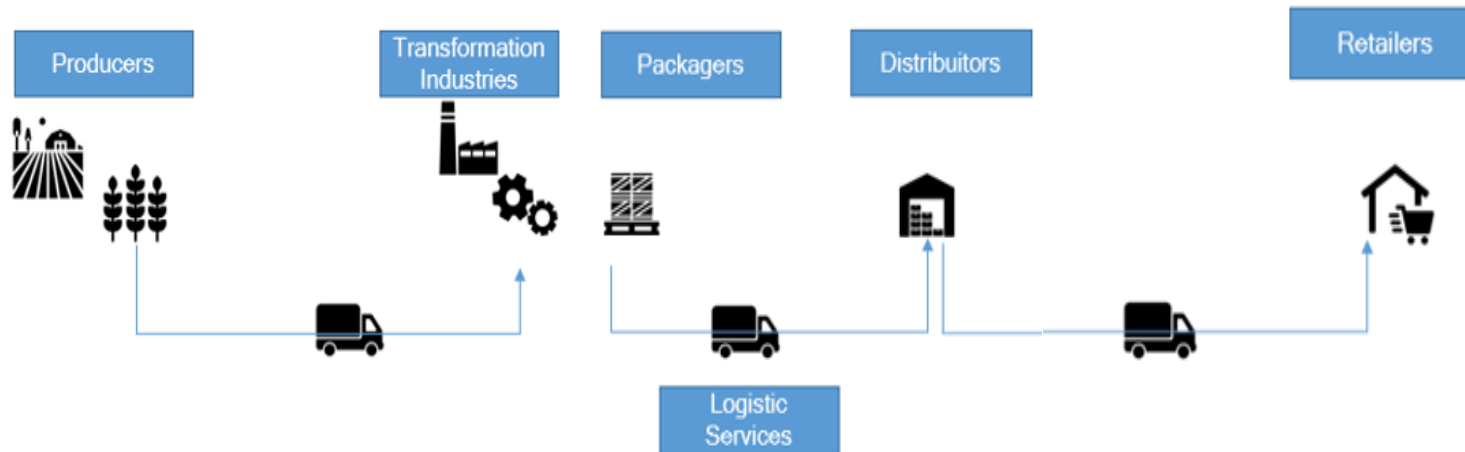 Producers
Transformation
Industries
Packagers
Distribuitors
Retailers
Logistic
Services